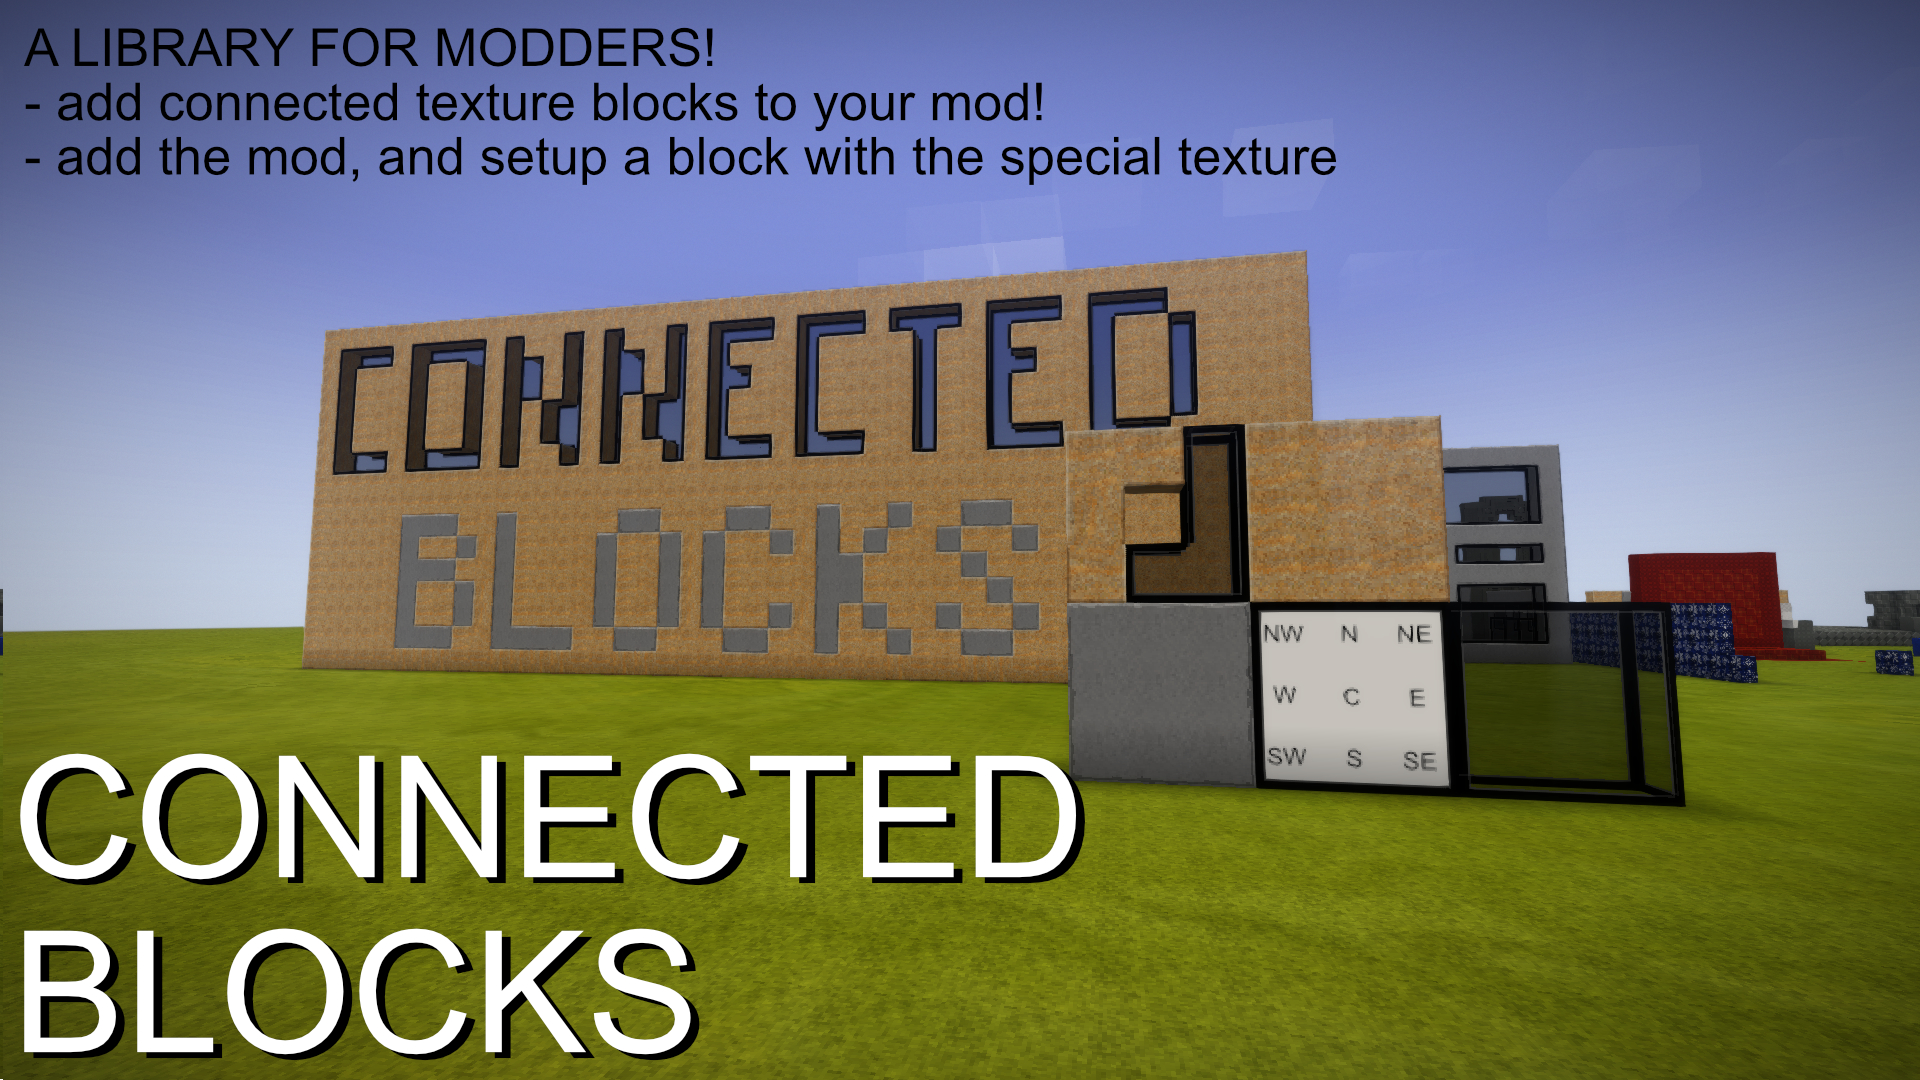 A LIBRARY FOR MODDERS!
- add connected texture blocks to your mod!
- add the mod, and setup a block with the special texture
CONNECTED
BLOCKS
NW N NE
W C E
SW S SE
CONNECTED
BLOCKS